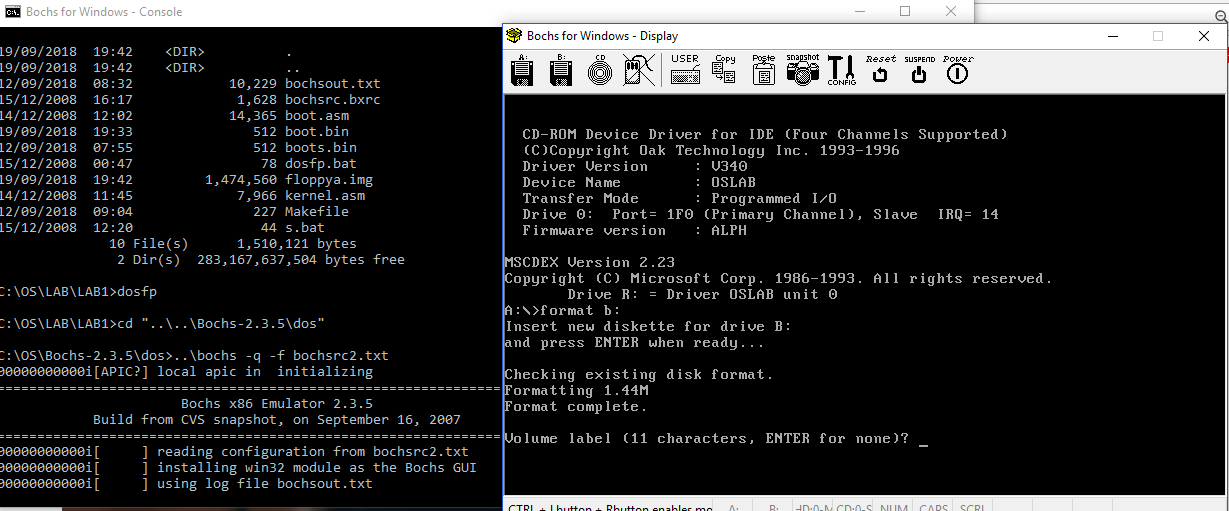 Bochs for Windows - Console
19/09/2018  19:42    <DIR>          .
19/09/2018  19:42    <DIR>          ..
12/09/2018  08:32            10,229 bochsout.txt
15/12/2008  16:17             1,628 bochsrc.bxrc
14/12/2008  12:02            14,365 boot.asm
19/09/2018  19:33               512 boot.bin
12/09/2018  07:55               512 boots.bin
15/12/2008  00:47                78 dosfp.bat
19/09/2018  19:42         1,474,560 floppya.img
14/12/2008  11:45             7,966 kernel.asm
12/09/2018  09:04               227 Makefile
15/12/2008  12:20                44 s.bat
10 File(s)      1,510,121 bytes
2 Dir(s)  283,167,637,504 bytes free
C:\OS\LAB\LAB1>dosfp
C:\OS\LAB\LAB1>cd "..\..\Bochs-2.3.5\dos"
C:\OS\Bochs-2.3.5\dos>..\bochs -q -f bochsrc2.txt
00000000000i[APIC?] local apic in  initializing
========================================================================
Bochs x86 Emulator 2.3.5
Build from CVS snapshot, on September 16, 2007
========================================================================
00000000000i[     ] reading configuration from bochsrc2.txt
00000000000i[     ] installing win32 module as the Bochs GUI
00000000000i[     ] using log file bochsout.txt
Bochs for Windows - Display
A: B: CD USER Copy Paste snapshot CONFIG Reset SUSPEND Power
CD-ROM Device Driver for IDE (Four Channels Supported)
(C)Copyright Oak Technology Inc. 1993-1996
Driver Version     : V340
Device Name        : OSLAB
Transfer Mode      : Programmed I/O
Drive 0:  Port= 1F0 (Primary Channel), Slave  IRQ= 14
Firmware version   : ALPH
MSCDEX Version 2.23
Copyright (C) Microsoft Corp. 1986-1993. All rights reserved.
Drive R: = Driver OSLAB unit 0
A:\>format b:
Insert new diskette for drive B:
and press ENTER when ready...
Checking existing disk format.
Formatting 1.44M
Format complete.
Volume label (11 characters, ENTER for none)? _
CTRL + Lbutton + Rbutton enables mo A: B: HD:0-M CD:0-S NUM CAPS SCRL